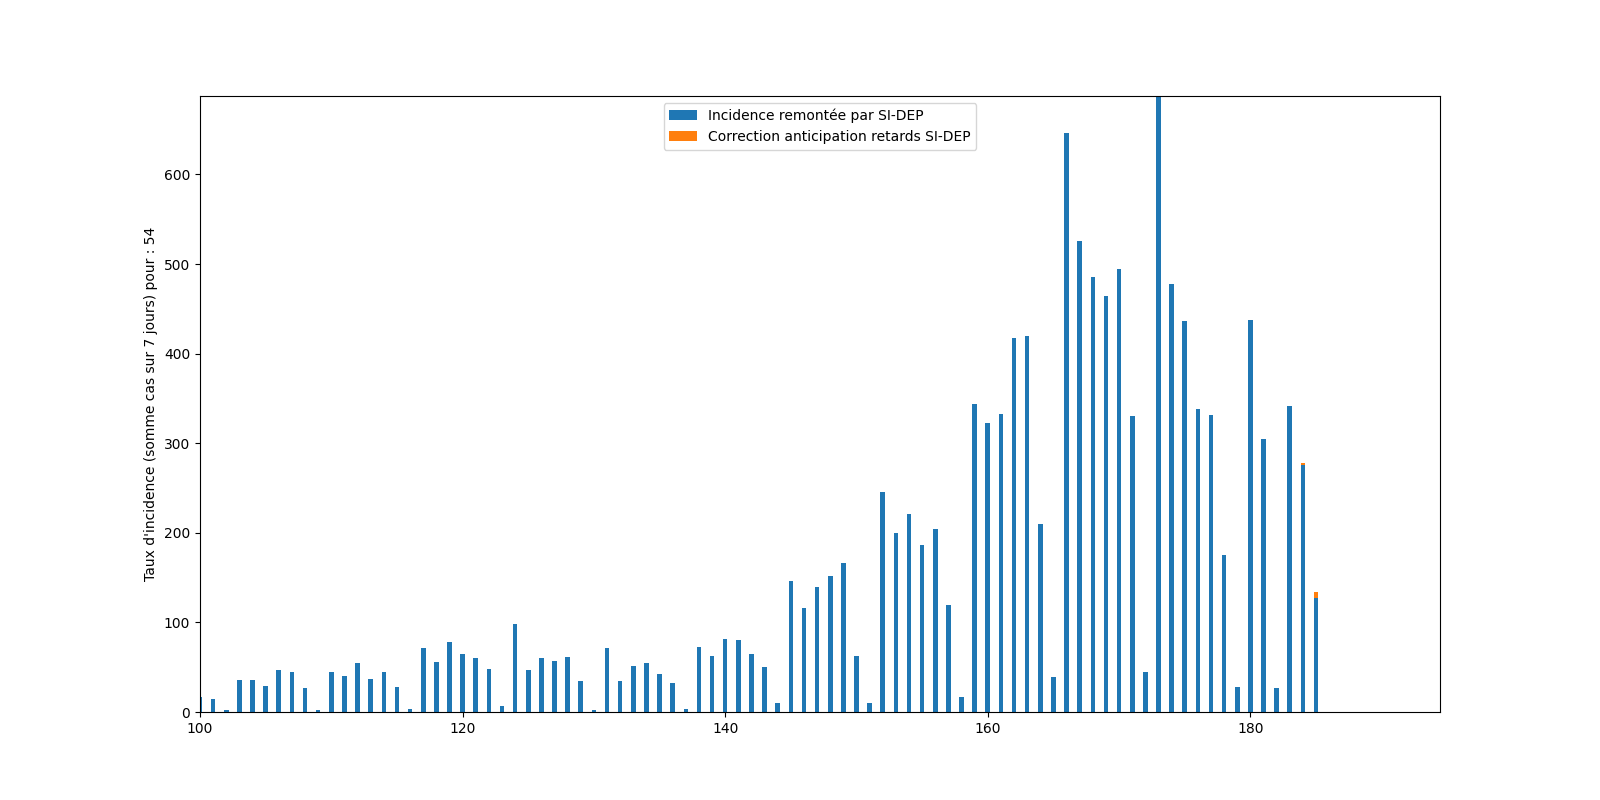 Incidence remontée par SI-DEP
Correction anticipation retards SI-DEP
Taux d'incidence (somme cas sur 7 jours) pour : 54
600
500
400
300
200
100
0
100 120 140 160 180